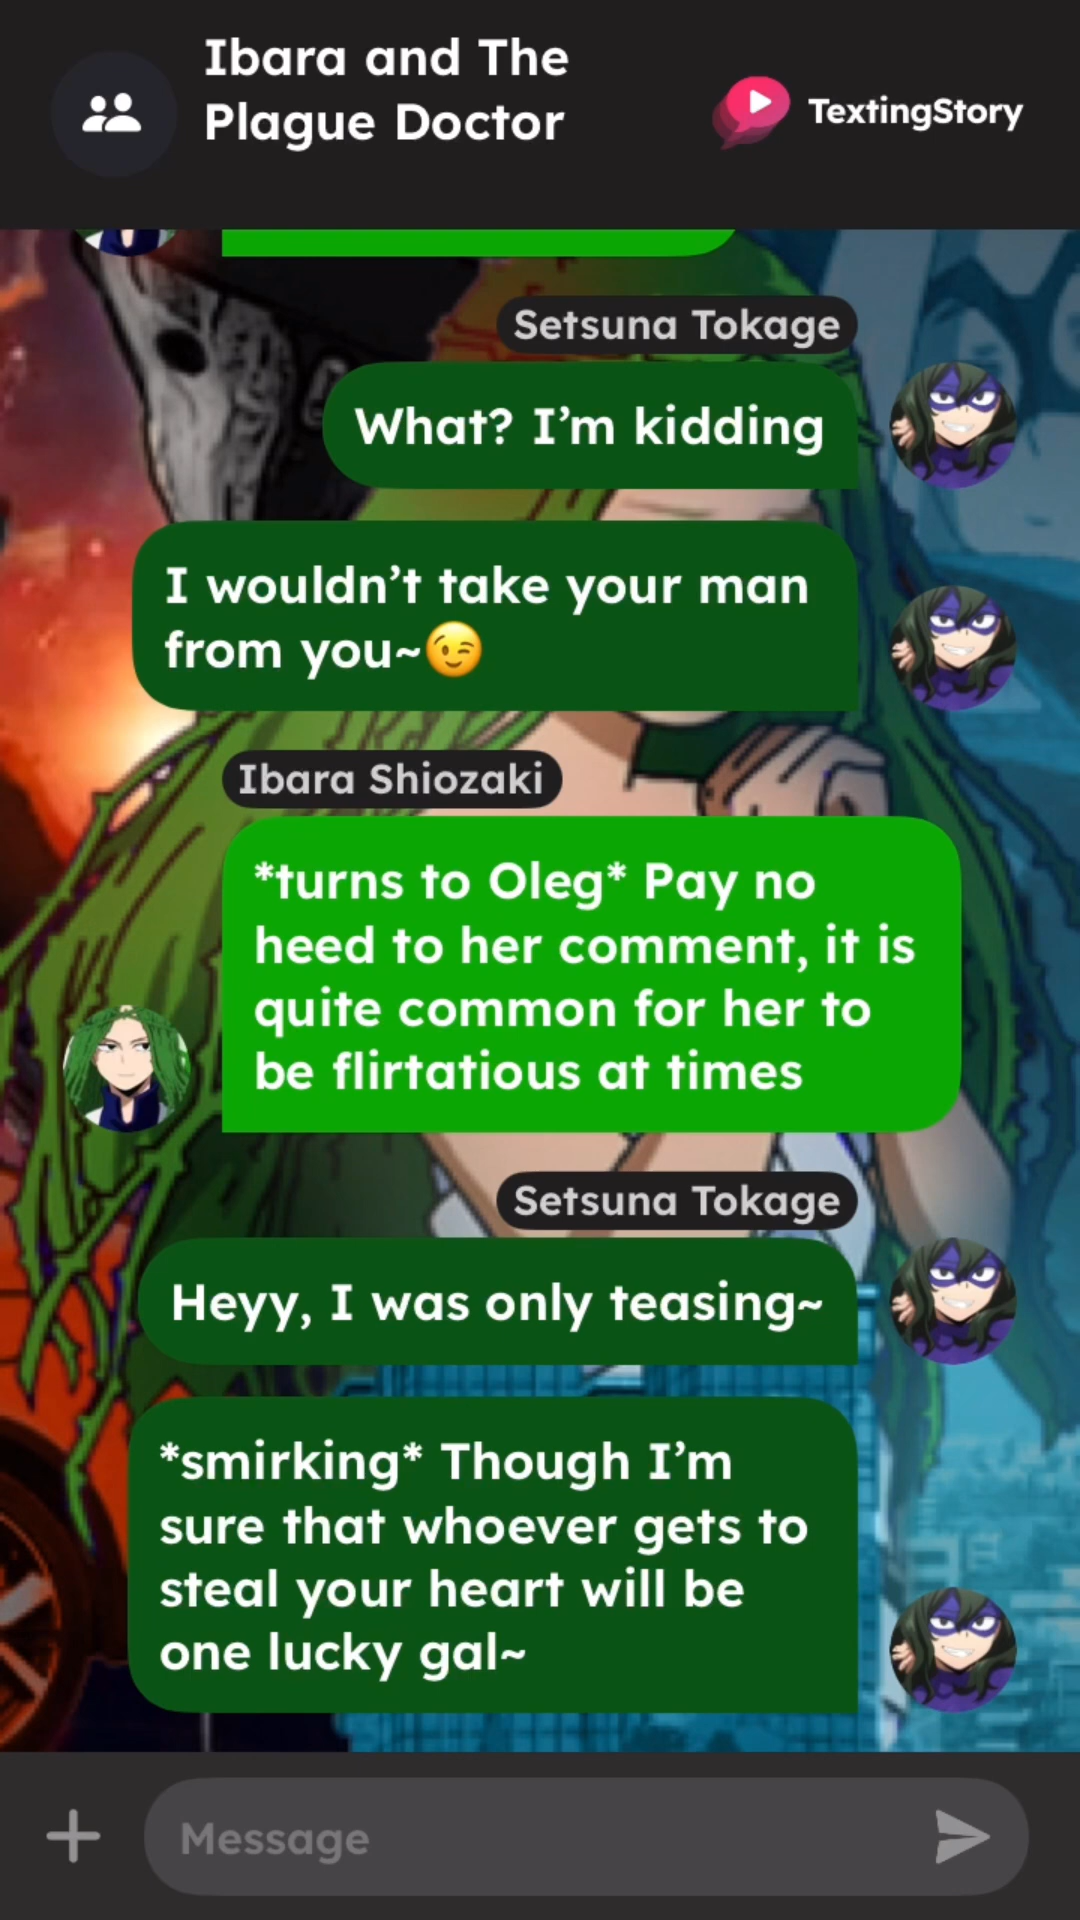 Ibara and The
Plague Doctor
TextingStory
Setsuna Tokage
What? I’m kidding
I wouldn’t take your man
from you~😉
Ibara Shiozaki
*turns to Oleg* Pay no
heed to her comment, it is
quite common for her to
be flirtatious at times
Setsuna Tokage
Heyy, I was only teasing~
*smirking* Though I’m
sure that whoever gets to
steal your heart will be
one lucky gal~
Message